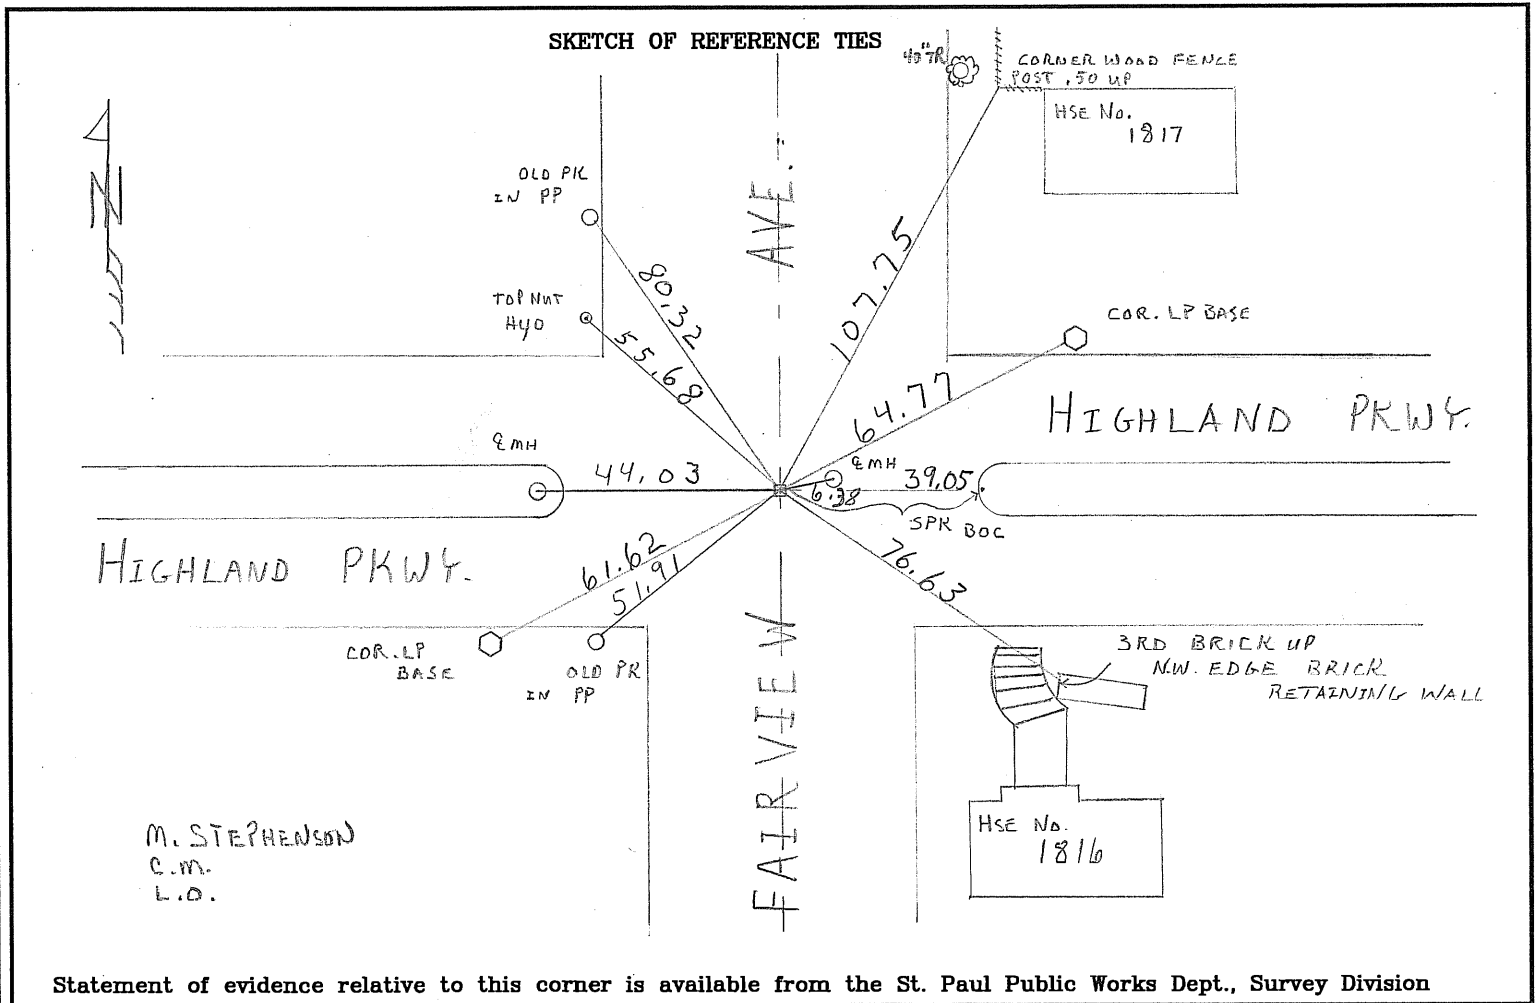 SKETCH OF REFERENCE TIES
40" TR
CORNER WOOD FENCE
POST .50 UP
HSE No.
1817
OLD PK
IN PP
AVE.
N
80.32
107.75
TOP NUT
HYD
55.68
COR. LP BASE
64.77
HIGHLAND PKWY.
℄ MH
44.03
℄ MH
39.05
6.38
SPK BOC
HIGHLAND PKWY.
61.62
51.91
76.63
COR. LP
BASE
OLD PK
IN PP
FAIRVIEW
3RD BRICK UP
N.W. EDGE BRICK
RETAINING WALL
M. STEPHENSON
C.M.
L.D.
HSE No.
1816
Statement of evidence relative to this corner is available from the St. Paul Public Works Dept., Survey Division